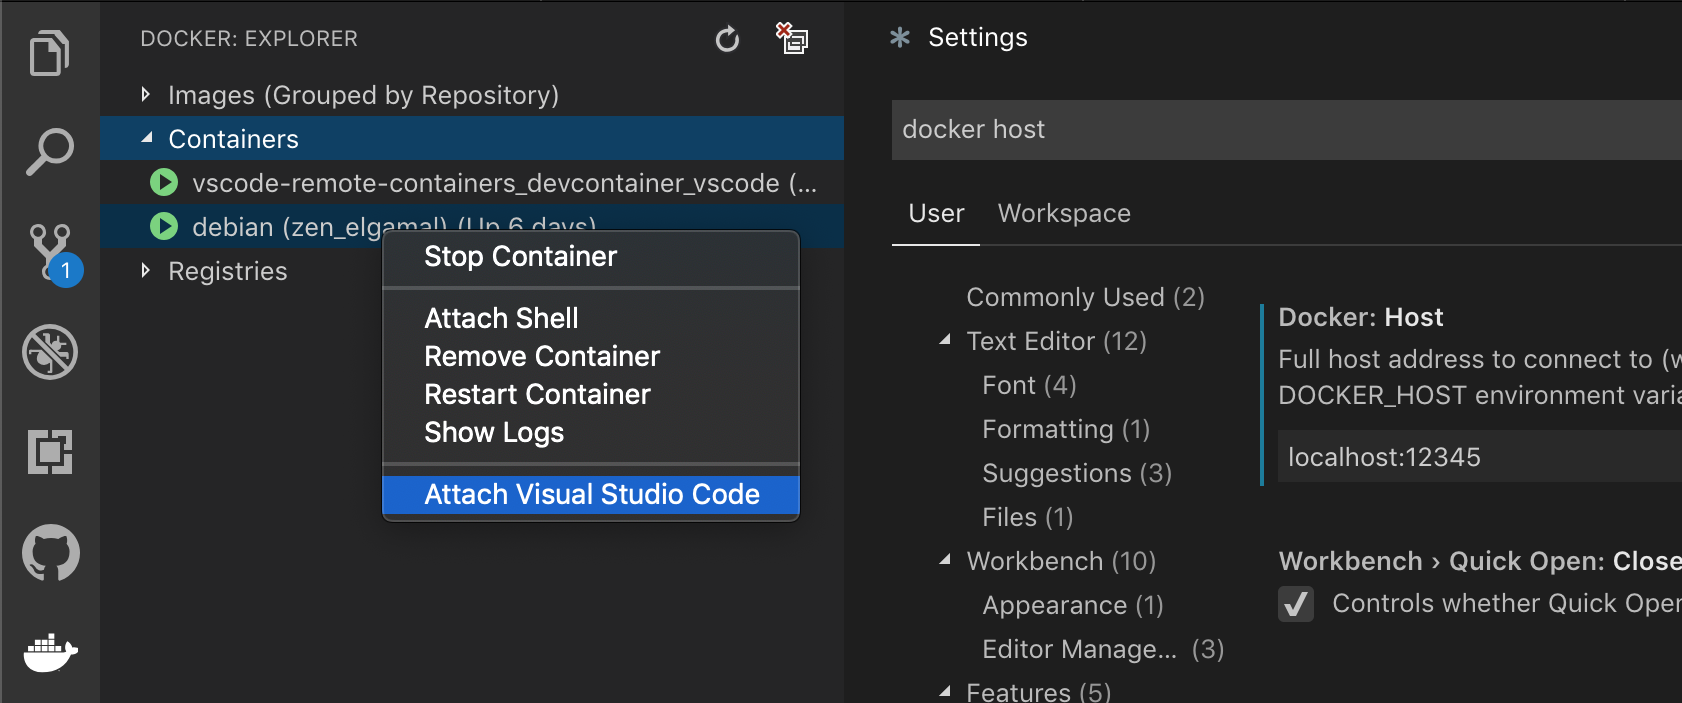 DOCKER: EXPLORER
Images (Grouped by Repository)
Containers
vscode-remote-containers_devcontainer_vscode (...
debian (zen_elgamal) (Up 6 days)
Registries
1
Stop Container
Attach Shell
Remove Container
Restart Container
Show Logs
Attach Visual Studio Code
Settings
docker host
User Workspace
Commonly Used (2)
Text Editor (12)
Font (4)
Formatting (1)
Suggestions (3)
Files (1)
Workbench (10)
Appearance (1)
Editor Manage... (3)
Features (5)
Docker: Host
Full host address to connect to (w
DOCKER_HOST environment varia
localhost:12345
Workbench › Quick Open: Close
Controls whether Quick Open